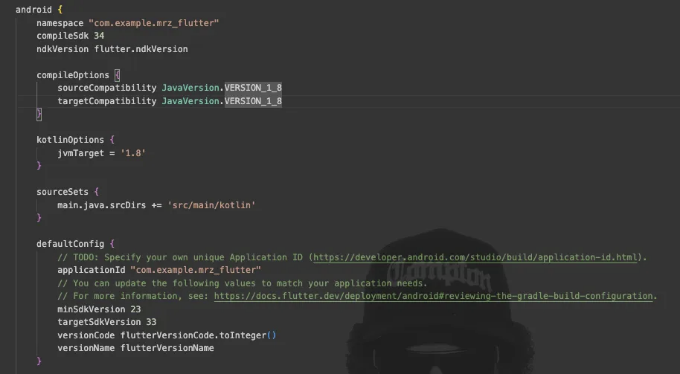 android {
namespace "com.example.mrz_flutter"
compileSdk 34
ndkVersion flutter.ndkVersion
compileOptions {
sourceCompatibility JavaVersion.VERSION_1_8
targetCompatibility JavaVersion.VERSION_1_8
}
kotlinOptions {
jvmTarget = '1.8'
}
sourceSets {
main.java.srcDirs += 'src/main/kotlin'
}
defaultConfig {
// TODO: Specify your own unique Application ID (https://developer.android.com/studio/build/application-id.html).
applicationId "com.example.mrz_flutter"
// You can update the following values to match your application needs.
// For more information, see: https://docs.flutter.dev/deployment/android#reviewing-the-gradle-build-configuration.
minSdkVersion 23
targetSdkVersion 33
versionCode flutterVersionCode.toInteger()
versionName flutterVersionName
}
Compton